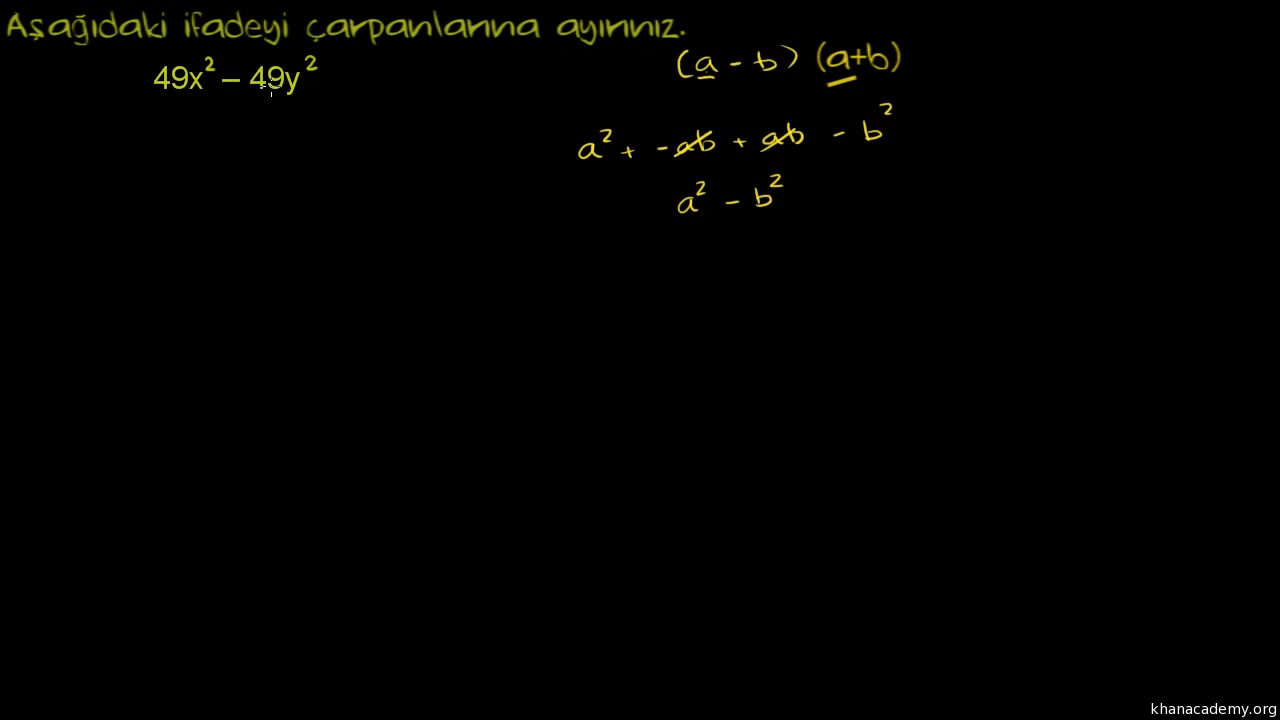 Aşağıdaki ifadeyi çarpanlarına ayırınız.
49x² – 49y²
(a - b) (a+b)
a² + -ab + ab - b²
a² - b²
khanacademy.org